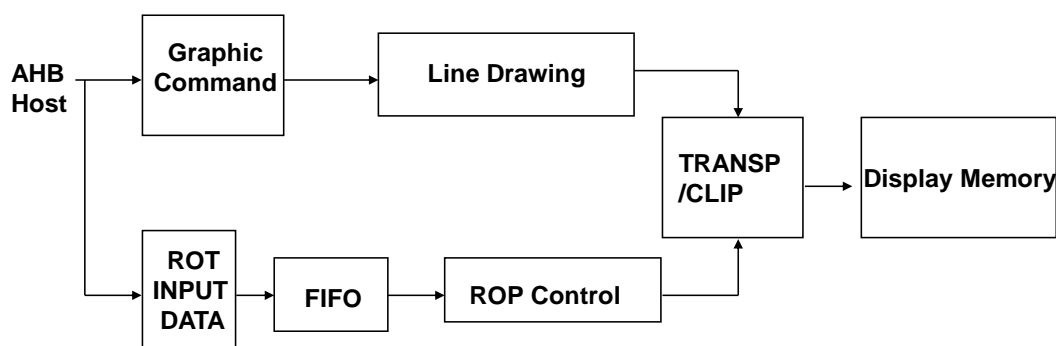 AHB
Host
Graphic
Command
Line Drawing
TRANSP
/CLIP
Display Memory
ROT
INPUT
DATA
FIFO
ROP Control